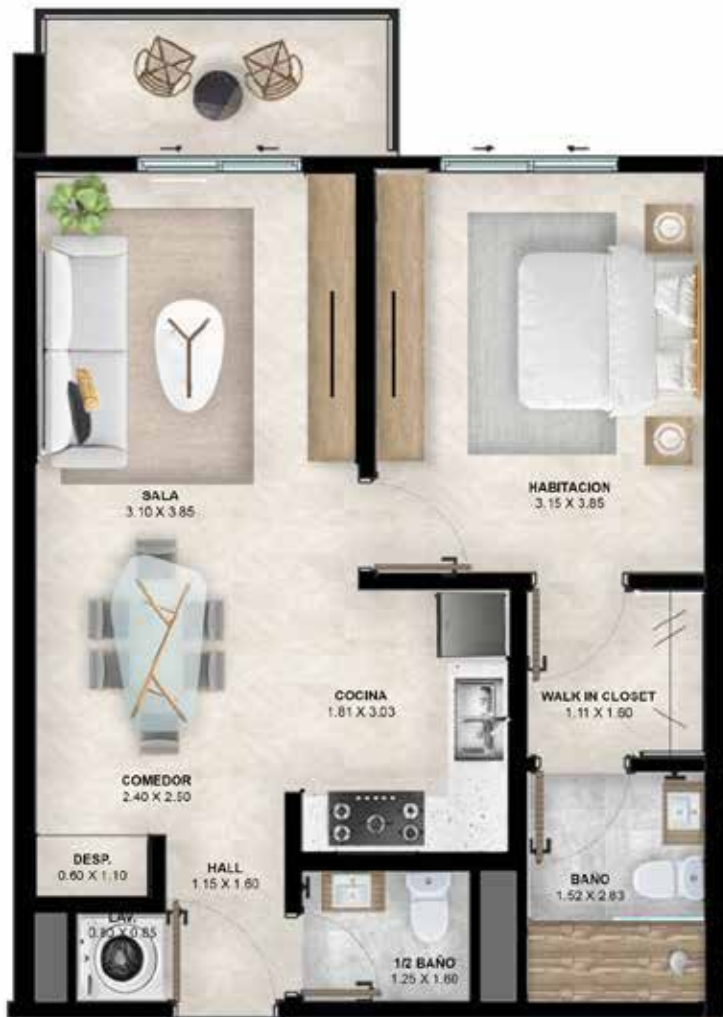 SALA
3.10 X 3.85
HABITACION
3.15 X 3.85
COCINA
1.81 X 3.03
WALK IN CLOSET
1.11 X 1.60
COMEDOR
2.40 X 2.50
DESP.
0.60 X 1.10
HALL
1.15 X 1.60
BAÑO
1.52 X 2.83
LAV.
0.80 X 0.85
1/2 BAÑO
1.25 X 1.60